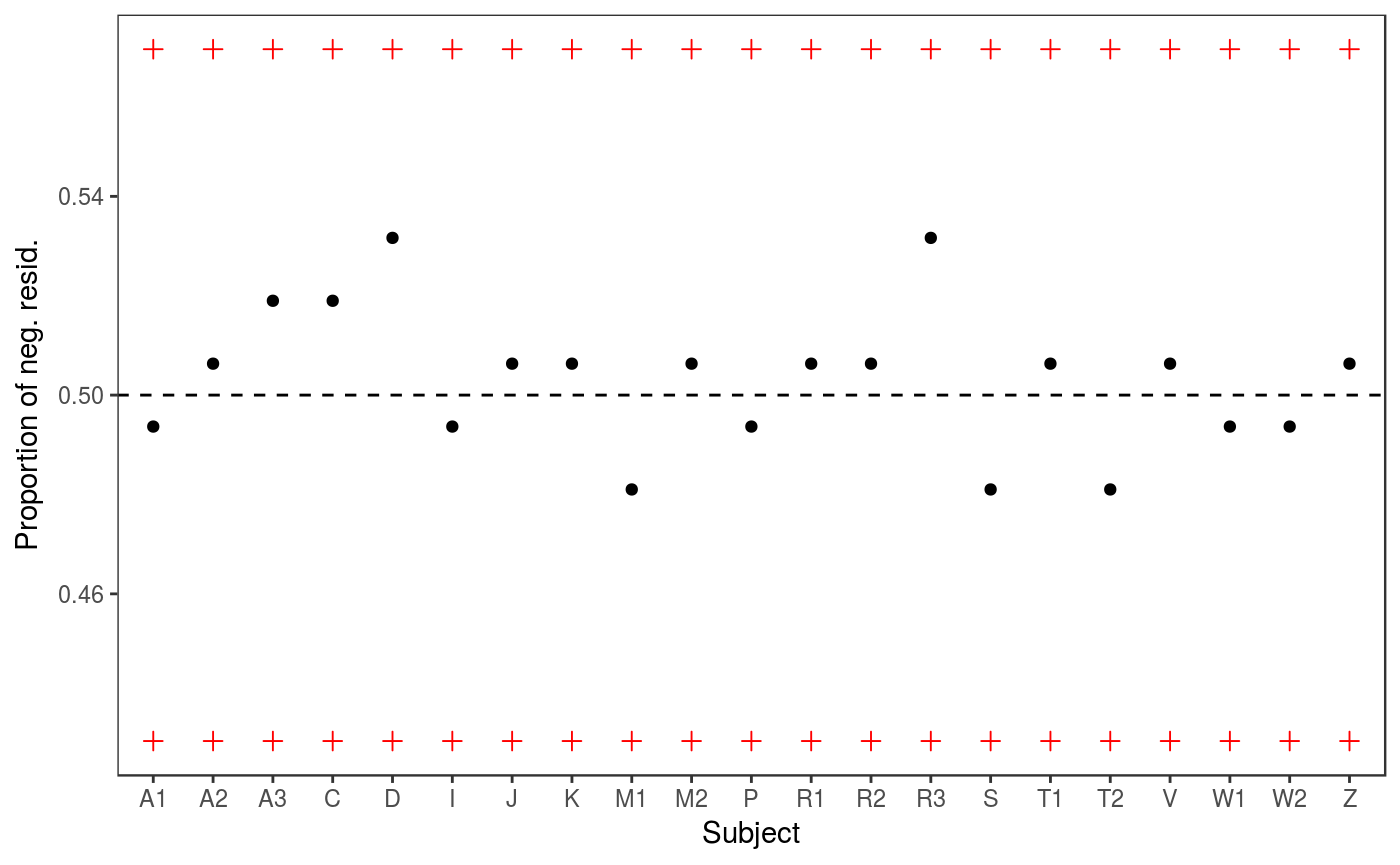 Proportion of neg. resid.
0.54
0.50
0.46
A1 A2 A3 C D I J K M1 M2 P R1 R2 R3 S T1 T2 V W1 W2 Z
Subject